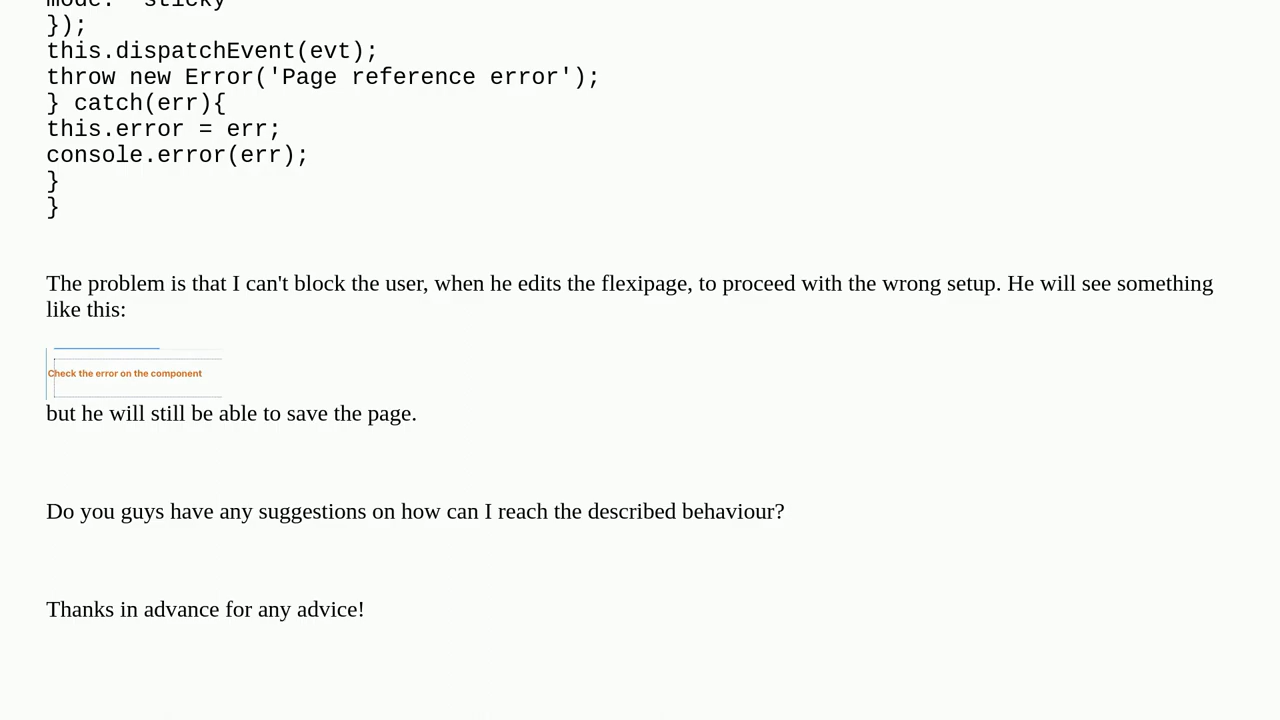 mode: 'sticky'
});
this.dispatchEvent(evt);
throw new Error('Page reference error');
} catch(err){
this.error = err;
console.error(err);
}
}
The problem is that I can't block the user, when he edits the flexipage, to proceed with the wrong setup. He will see something
like this:
Check the error on the component
but he will still be able to save the page.
Do you guys have any suggestions on how can I reach the described behaviour?
Thanks in advance for any advice!